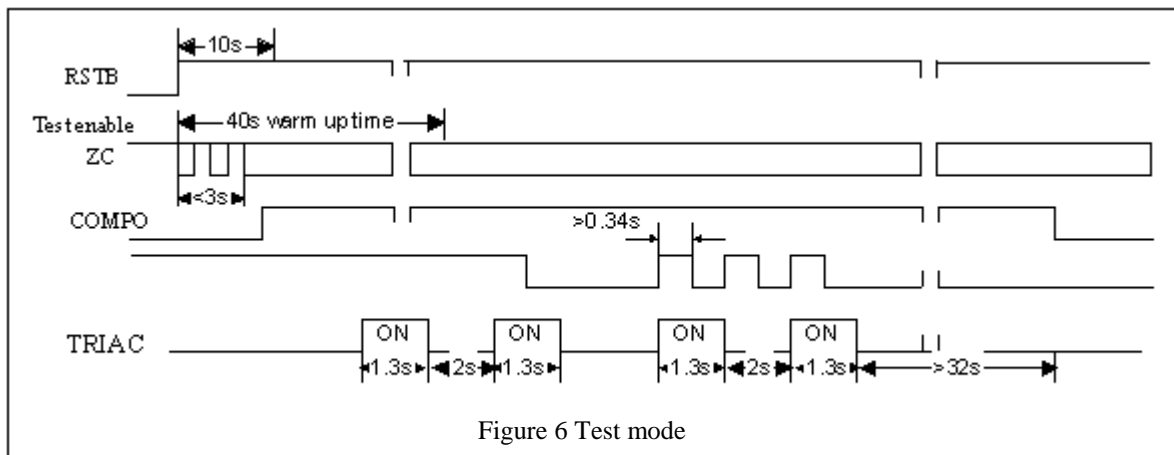 10s
RSTB
Testenable
40s warm uptime
ZC
<3s
COMPO
>0.34s
ON ON ON ON
TRIAC
1.3s 2s 1.3s 1.3s 2s 1.3s >32s
Figure 6 Test mode